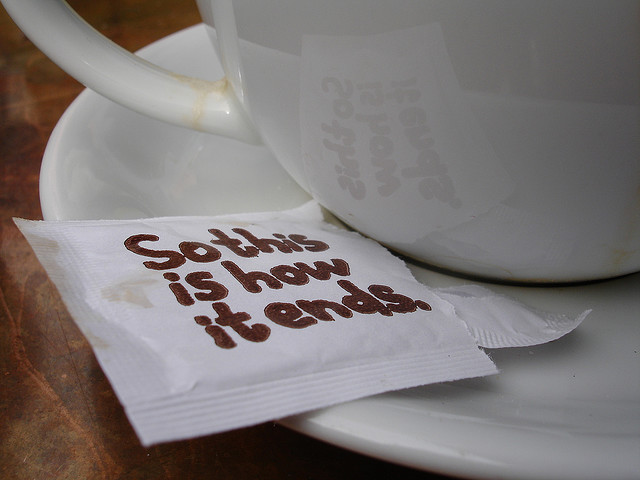 So this
is how
it ends.